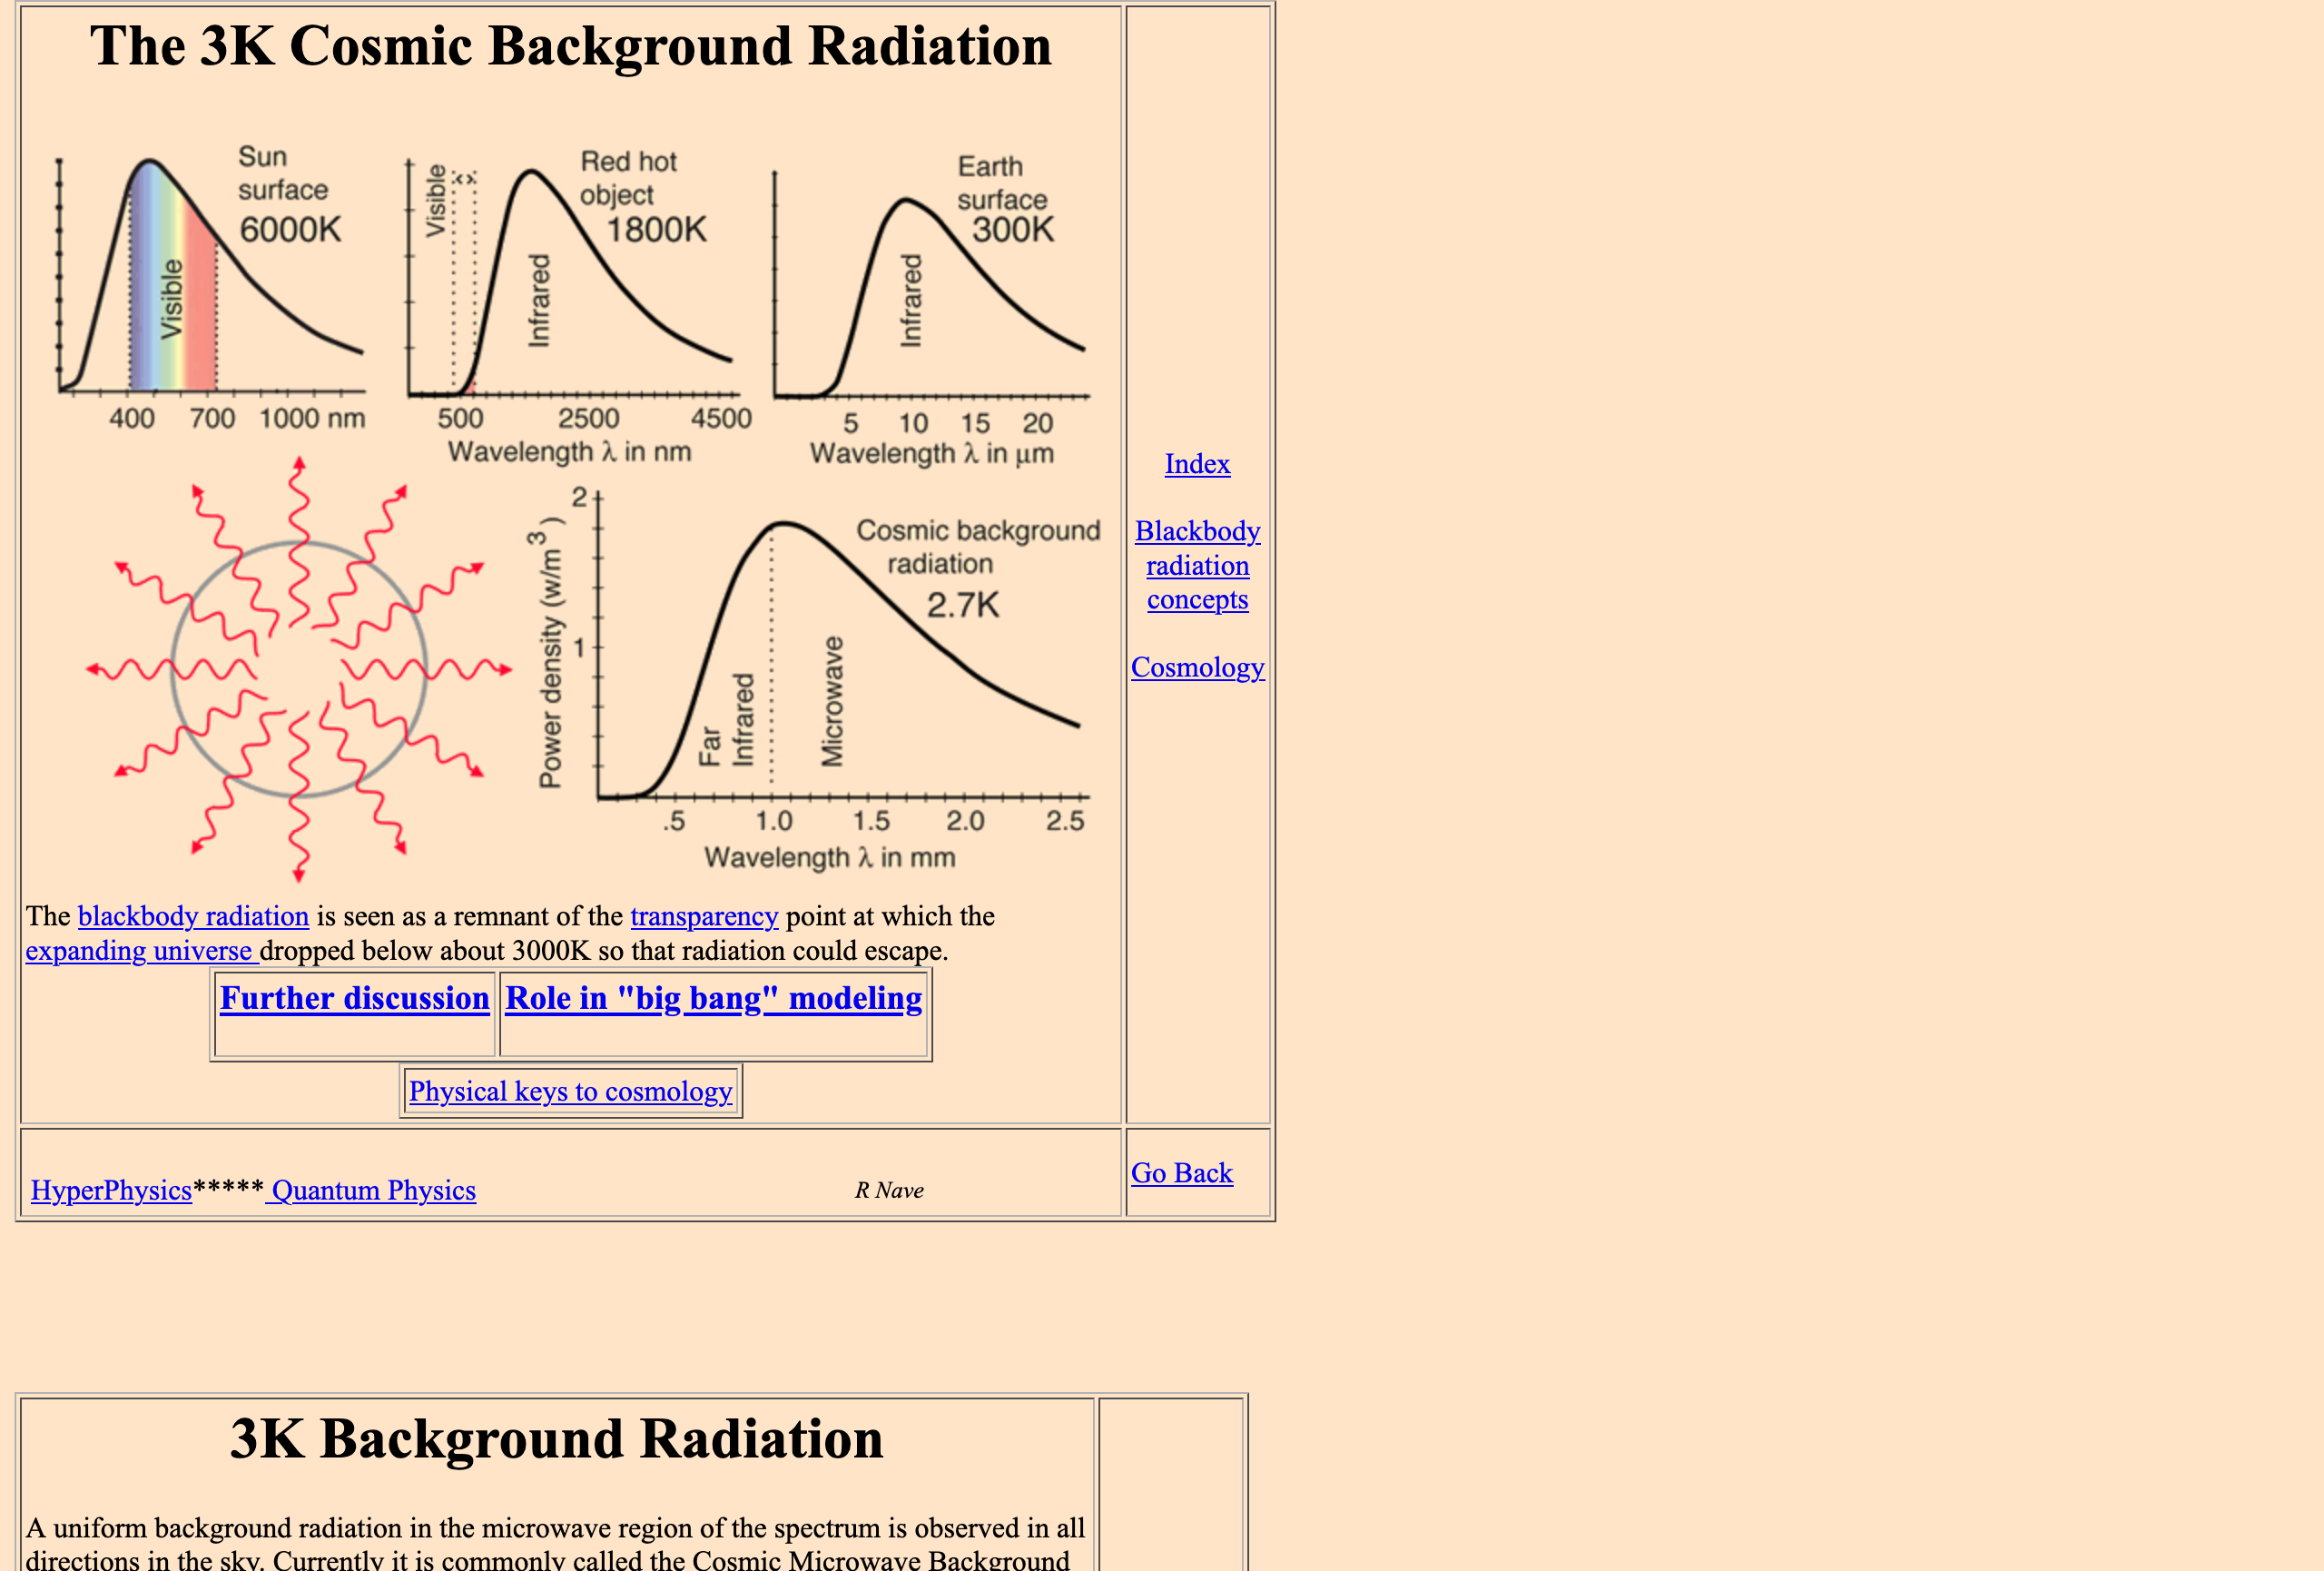 The 3K Cosmic Background Radiation
Sun
surface
6000K
Visible
400 700 1000 nm
Red hot
object
1800K
Visible
< >
Infrared
500 2500 4500
Wavelength λ in nm
Earth
surface
300K
Infrared
5 10 15 20
Wavelength λ in μm
Cosmic background
radiation
2.7K
Power density (w/m3)
2
1
Far
Infrared
Microwave
.5 1.0 1.5 2.0 2.5
Wavelength λ in mm
The blackbody radiation is seen as a remnant of the transparency point at which the
expanding universe dropped below about 3000K so that radiation could escape.
Further discussion
Role in "big bang" modeling
Physical keys to cosmology
Index
Blackbody
radiation
concepts
Cosmology
HyperPhysics***** Quantum Physics
R Nave
Go Back
3K Background Radiation
A uniform background radiation in the microwave region of the spectrum is observed in all
directions in the sky. Currently it is commonly called the Cosmic Microwave Background